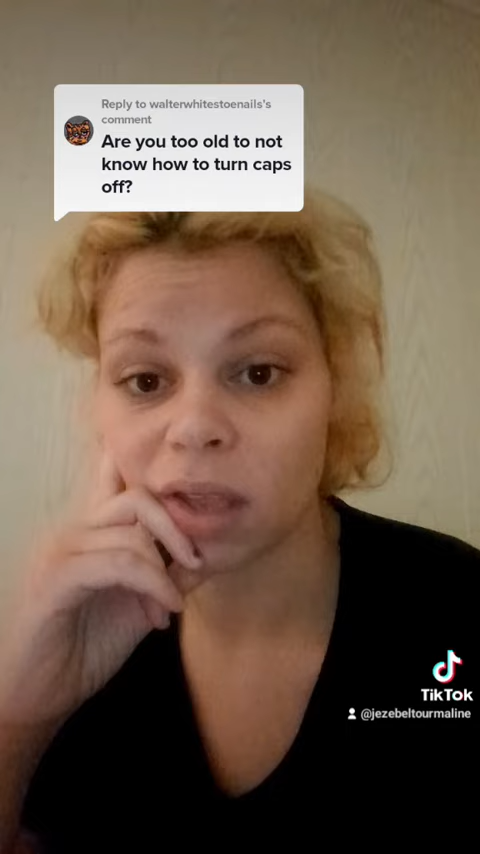 Reply to walterwhitestoenails's
comment
Are you too old to not
know how to turn caps
off?
TikTok
@jezebeltourmaline